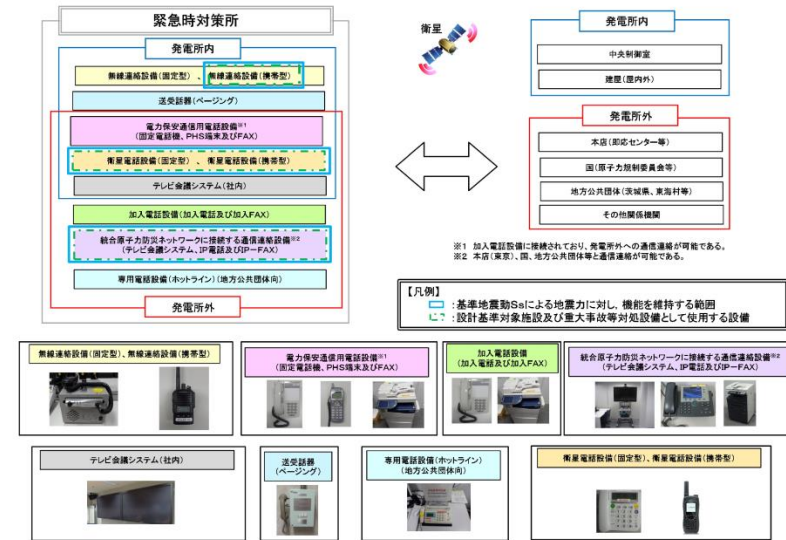 緊急時対策所
発電所内
無線連絡設備(固定型)、無線連絡設備(携帯型)
送受話器(ページング)
電力保安通信用電話設備※1
(固定電話機、PHS端末及びFAX)
衛星電話設備(固定型)、衛星電話設備(携帯型)
テレビ会議システム(社内)
加入電話設備(加入電話及び加入FAX)
統合原子力防災ネットワークに接続する通信連絡設備※2
(テレビ会議システム、IP電話及びIP-FAX)
専用電話設備(ホットライン)(地方公共団体向)
発電所外
衛星
発電所内
中央制御室
建屋(屋内外)
発電所外
本店(即応センター等)
国(原子力規制委員会等)
地方公共団体(茨城県、東海村等)
その他関係機関
※1 加入電話設備に接続されており、発電所外への通信連絡が可能である。
※2 本店(東京)、国、地方公共団体等と通信連絡が可能である。
【凡例】
:基準地震動Ssによる地震力に対し、機能を維持する範囲
:設計基準対象施設及び重大事故等対処設備として使用する設備
無線連絡設備(固定型)、無線連絡設備(携帯型)
電力保安通信用電話設備※1
(固定電話機、PHS端末及びFAX)
加入電話設備
(加入電話及び加入FAX)
統合原子力防災ネットワークに接続する通信連絡設備※2
(テレビ会議システム、IP電話及びIP-FAX)
テレビ会議システム(社内)
送受話器
(ページング)
専用電話設備(ホットライン)
(地方公共団体向)
衛星電話設備(固定型)、衛星電話設備(携帯型)